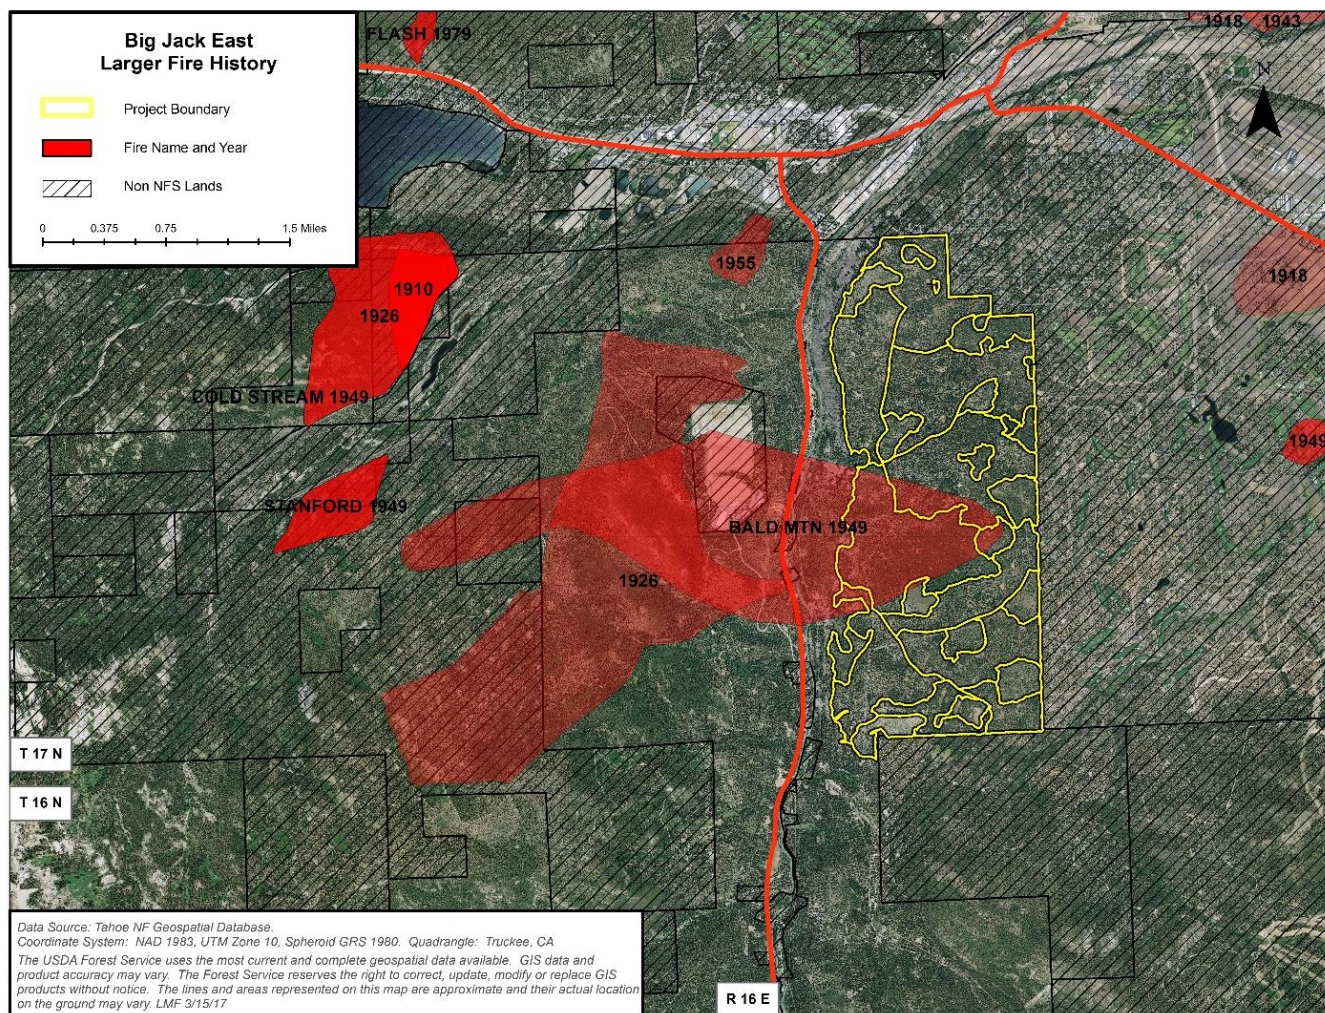 Big Jack East
Larger Fire History
Project Boundary
Fire Name and Year
Non NFS Lands
0 0.375 0.75 1.5 Miles
FLASH 1979
1918 1943
N
1955
1910
1926
1918
COLD STREAM 1949
1949
STANFORD 1949
BALD MTN 1949
1926
T 17 N
T 16 N
R 16 E
Data Source: Tahoe NF Geospatial Database.
Coordinate System: NAD 1983, UTM Zone 10, Spheroid GRS 1980. Quadrangle: Truckee, CA
The USDA Forest Service uses the most current and complete geospatial data available. GIS data and
product accuracy may vary. The Forest Service reserves the right to correct, update, modify or replace GIS
products without notice. The lines and areas represented on this map are approximate and their actual location
on the ground may vary. LMF 3/15/17